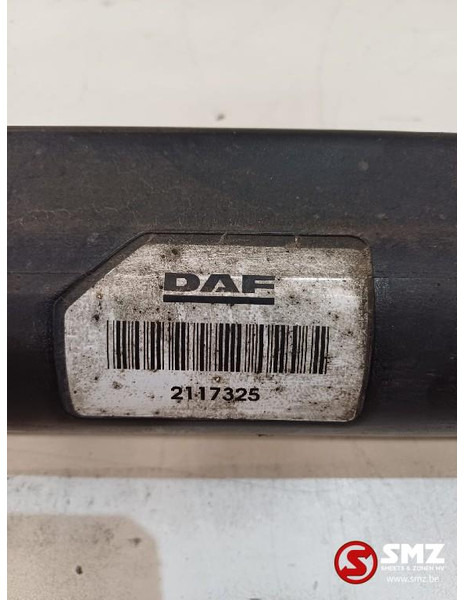 DAF
2117325
SMZ
SMEETS & ZONEN NV
www.smz.be